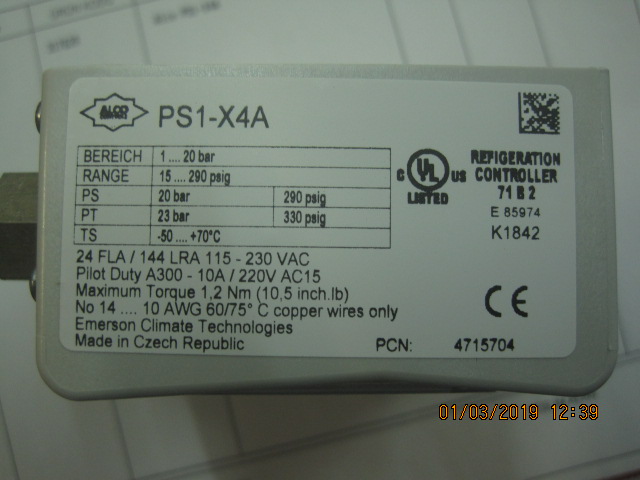 ALCO
PS1-X4A
BEREICH 1 .... 20 bar
RANGE 15 .... 290 psig
PS 20 bar 290 psig
PT 23 bar 330 psig
TS -50 .... +70°C
C UL US
LISTED
REFIGERATION
CONTROLLER
71 B 2
E 85974
K1842
24 FLA / 144 LRA 115 - 230 VAC
Pilot Duty A300 - 10A / 220V AC15
Maximum Torque 1,2 Nm (10,5 inch.lb)
No 14 .... 10 AWG 60/75° C copper wires only
Emerson Climate Technologies
Made in Czech Republic
CE
PCN: 4715704
01/03/2019 12:39